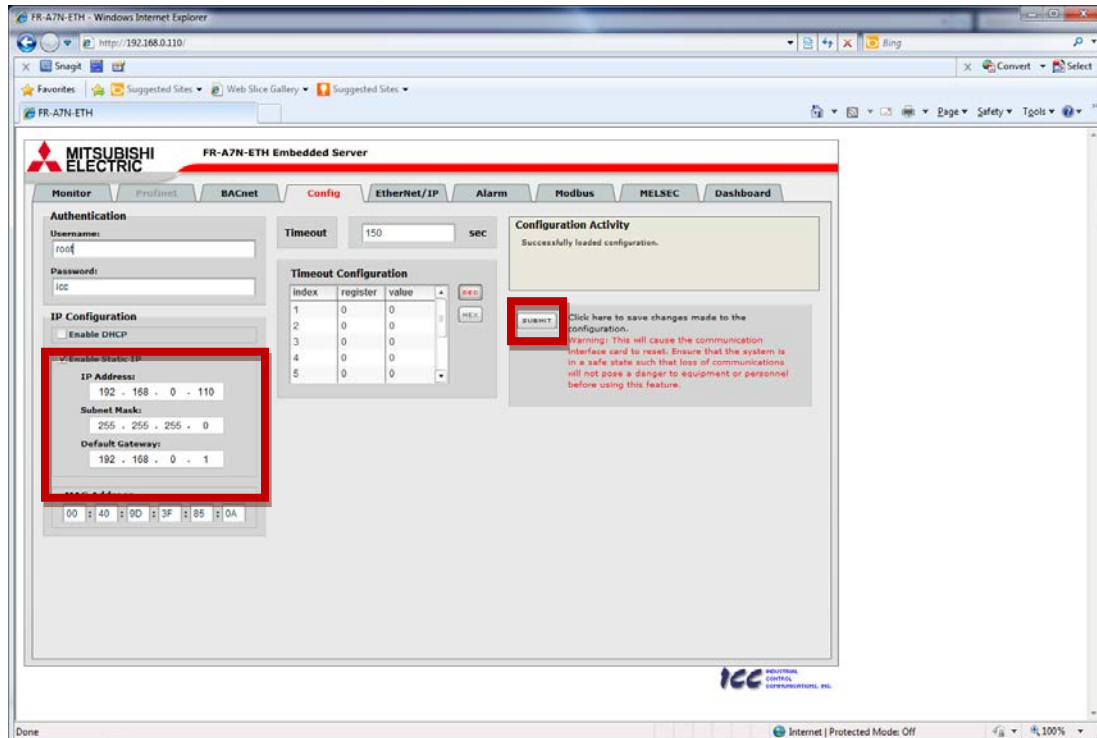 FR-A7N-ETH - Windows Internet Explorer
http://192.168.0.110/
Bing
Snagit
Convert
Select
Favorites
Suggested Sites
Web Slice Gallery
Suggested Sites
FR-A7N-ETH
Page
Safety
Tools
MITSUBISHI
ELECTRIC
FR-A7N-ETH Embedded Server
Monitor
Profinet
BACnet
Config
EtherNet/IP
Alarm
Modbus
MELSEC
Dashboard
Authentication
Username:
root
Password:
icc
IP Configuration
Enable DHCP
Enable Static IP
IP Address:
192 . 168 . 0 . 110
Subnet Mask:
255 . 255 . 255 . 0
Default Gateway:
192 . 168 . 0 . 1
MAC Address
00 : 40 : 9D : 3F : 85 : 0A
Timeout 150 sec
Timeout Configuration
index register value
1 0 0
2 0 0
3 0 0
4 0 0
5 0 0
DEC
HEX
Configuration Activity
Successfully loaded configuration.
SUBMIT
Click here to save changes made to the
configuration.
Warning: This will cause the communication
interface card to reset. Ensure that the system is
in a safe state such that loss of communications
will not pose a danger to equipment or personnel
before using this feature.
ICC
INDUSTRIAL
CONTROL
COMMUNICATIONS, INC.
Done
Internet | Protected Mode: Off
100%